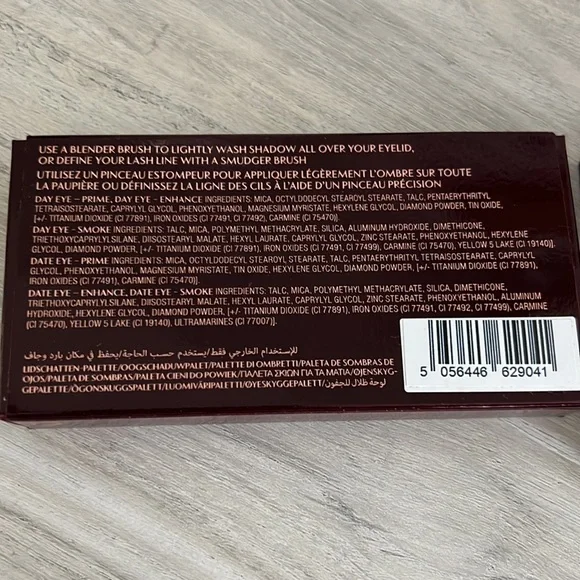 USE A BLENDER BRUSH TO LIGHTLY WASH SHADOW ALL OVER YOUR EYELID,
OR DEFINE YOUR LASH LINE WITH A SMUDGER BRUSH
UTILISEZ UN PINCEAU ESTOMPEUR POUR APPLIQUER LÉGÈREMENT L'OMBRE SUR TOUTE
LA PAUPIÈRE OU DÉFINISSEZ LA LIGNE DES CILS À L'AIDE D'UN PINCEAU PRÉCISION
DAY EYE – PRIME, DAY EYE – ENHANCE INGREDIENTS: MICA, OCTYLDODECYL STEAROYL STEARATE, TALC, PENTAERYTHRITYL
TETRAISOSTEARATE, CAPRYLYL GLYCOL, PHENOXYETHANOL, MAGNESIUM MYRISTATE, HEXYLENE GLYCOL, DIAMOND POWDER, TIN OXIDE,
[+/- TITANIUM DIOXIDE (CI 77891), IRON OXIDES (CI 77491, CI 77492), CARMINE (CI 75470)].
DAY EYE – SMOKE INGREDIENTS: TALC, MICA, POLYMETHYL METHACRYLATE, SILICA, ALUMINUM HYDROXIDE, DIMETHICONE,
TRIETHOXYCAPRYLYLSILANE, DIISOSTEARYL MALATE, HEXYL LAURATE, CAPRYLYL GLYCOL, ZINC STEARATE, PHENOXYETHANOL, HEXYLENE
GLYCOL, DIAMOND POWDER, [+/- TITANIUM DIOXIDE (CI 77891), IRON OXIDES (CI 77491, CI 77499), CARMINE (CI 75470), YELLOW 5 LAKE (CI 19140)].
DATE EYE – PRIME INGREDIENTS: MICA, OCTYLDODECYL STEAROYL STEARATE, TALC, PENTAERYTHRITYL TETRAISOSTEARATE, CAPRYLYL
GLYCOL, PHENOXYETHANOL, MAGNESIUM MYRISTATE, TIN OXIDE, HEXYLENE GLYCOL, DIAMOND POWDER, [+/- TITANIUM DIOXIDE (CI 77891),
IRON OXIDES (CI 77491), CARMINE (CI 75470)].
DATE EYE – ENHANCE, DATE EYE – SMOKE INGREDIENTS: TALC, MICA, POLYMETHYL METHACRYLATE, SILICA, DIMETHICONE,
TRIETHOXYCAPRYLYLSILANE, DIISOSTEARYL MALATE, HEXYL LAURATE, CAPRYLYL GLYCOL, ZINC STEARATE, PHENOXYETHANOL, ALUMINUM
HYDROXIDE, HEXYLENE GLYCOL, DIAMOND POWDER, [+/- TITANIUM DIOXIDE (CI 77891), IRON OXIDES (CI 77491, CI 77492, CI 77499), CARMINE
(CI 75470), YELLOW 5 LAKE (CI 19140), ULTRAMARINES (CI 77007)].
للإستخدام الخارجي فقط/يستخدم حسب الحاجة/يحفظ في مكان بارد وجاف
LIDSCHATTEN-PALETTE/OOGSCHADUWPALET/PALETTE DI OMBRETTI/PALETA DE SOMBRAS DE
OJOS/PALETA DE SOMBRAS/PALETA CIENI DO POWIEK/ΠΑΛΕΤΑ ΣΚΙΩΝ ΓΙΑ ΤΑ ΜΑΤΙΑ/ØJENSKYG-
GEPALETTE/ÖGONSKUGGSPALETT/LUOMIVÄRIPALETTI/ØYESKYGGEPALETT/ لوحة ظلال للجفون
5 056446 629041